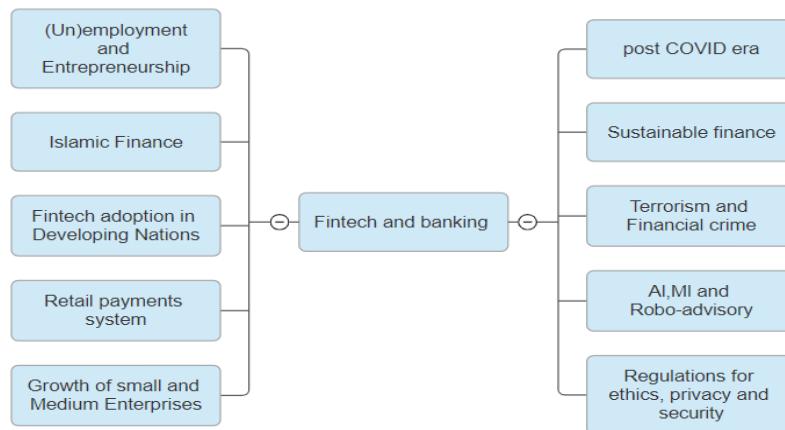 (Un)employment
and
Entrepreneurship
Islamic Finance
Fintech adoption in
Developing Nations
Retail payments
system
Growth of small and
Medium Enterprises
Fintech and banking
post COVID era
Sustainable finance
Terrorism and
Financial crime
AI,MI and
Robo-advisory
Regulations for
ethics, privacy and
security